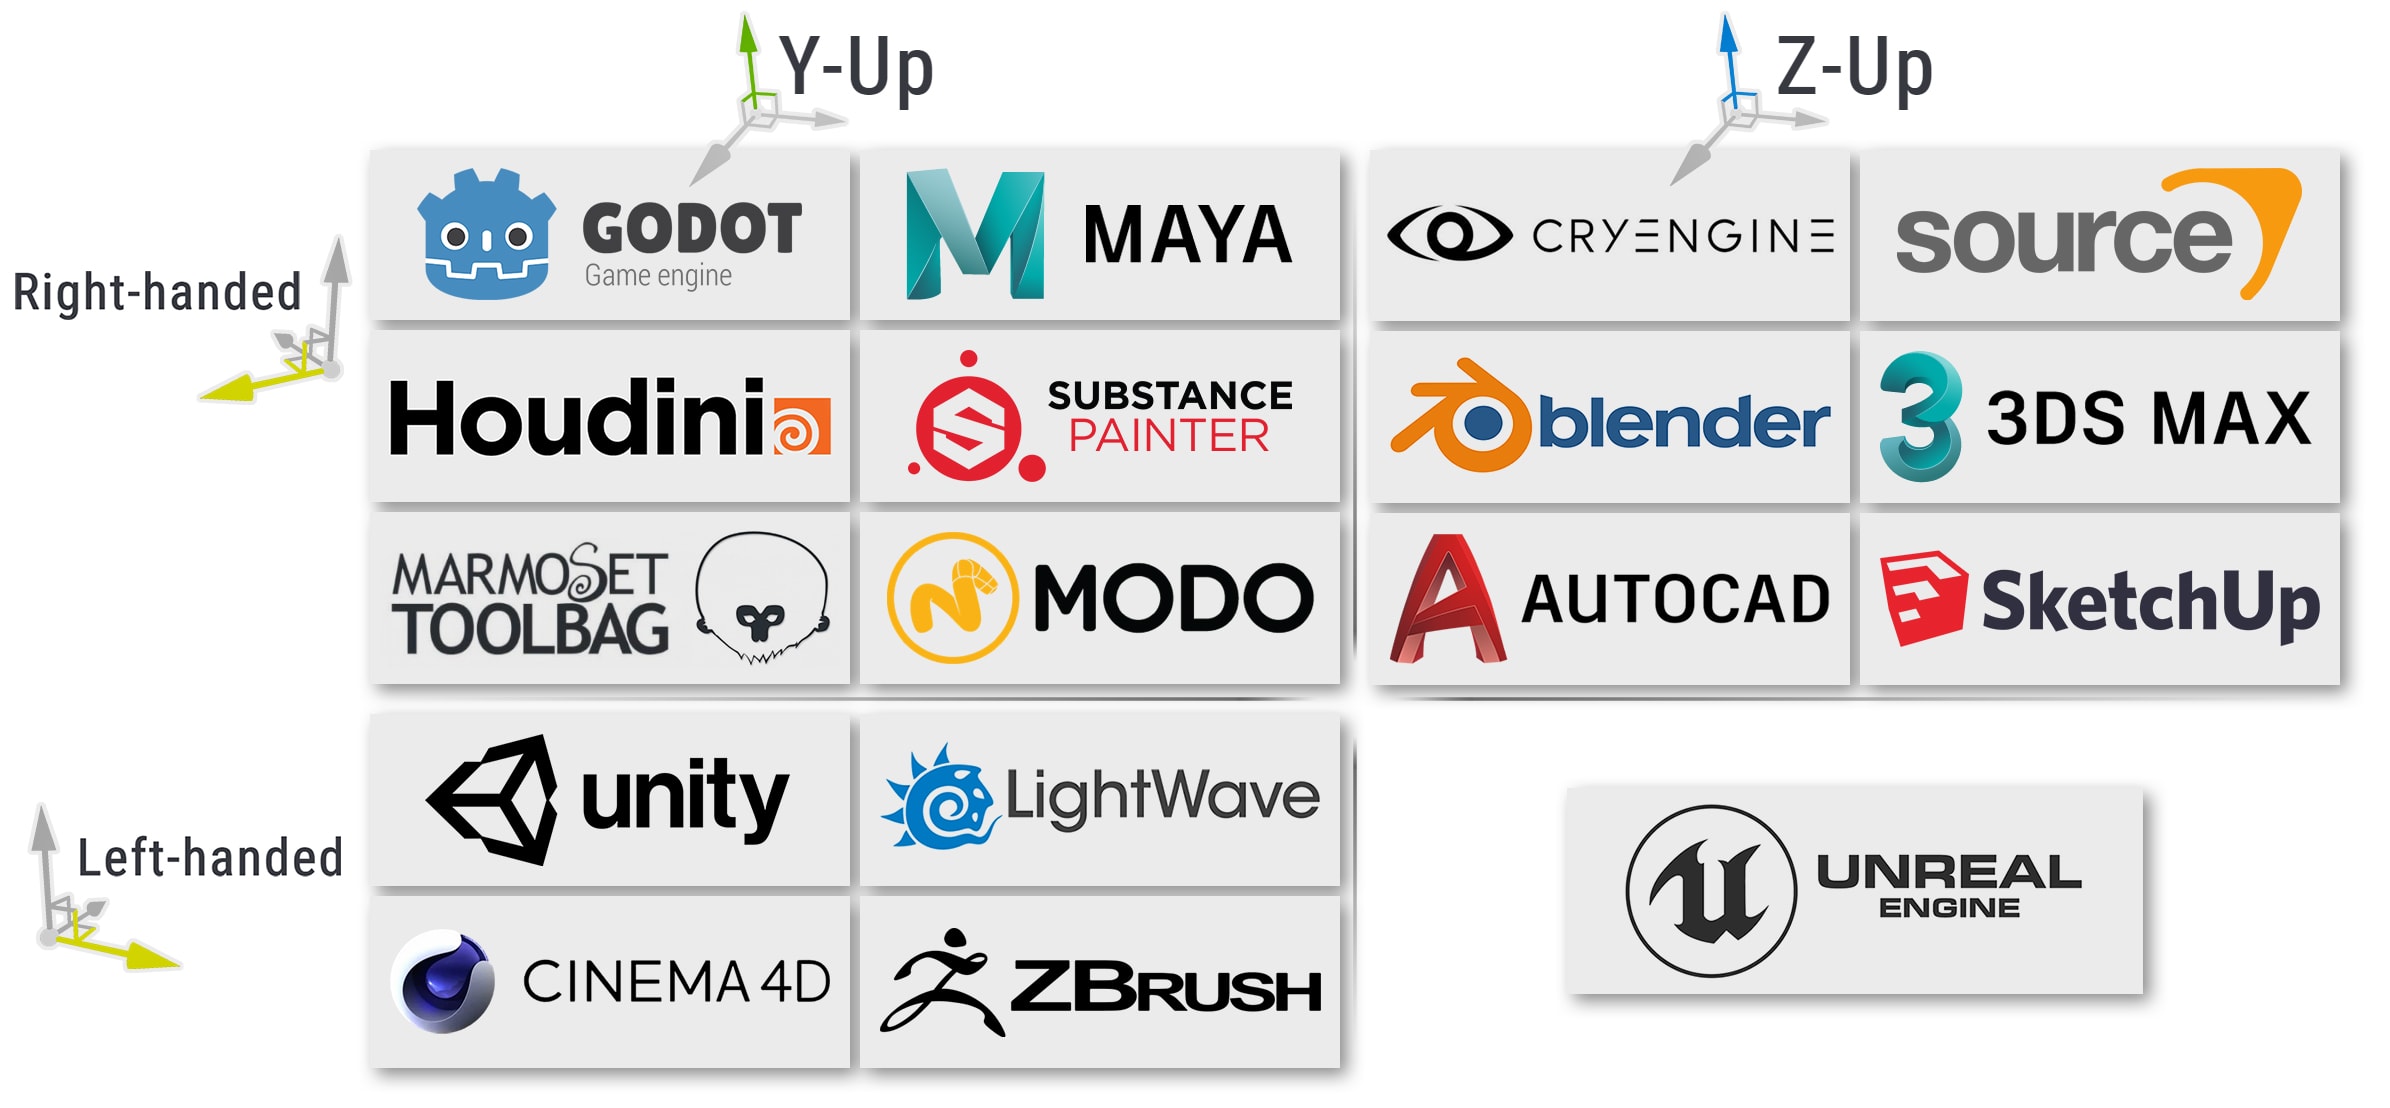 Y-Up
Z-Up
Right-handed
GODOT
Game engine
MAYA
CRYENGINE
source
Houdini
SUBSTANCE
PAINTER
blender
3DS MAX
MARMOSET
TOOLBAG
MODO
AUTOCAD
SketchUp
Left-handed
unity
LightWave
UNREAL
ENGINE
CINEMA 4D
ZBRUSH